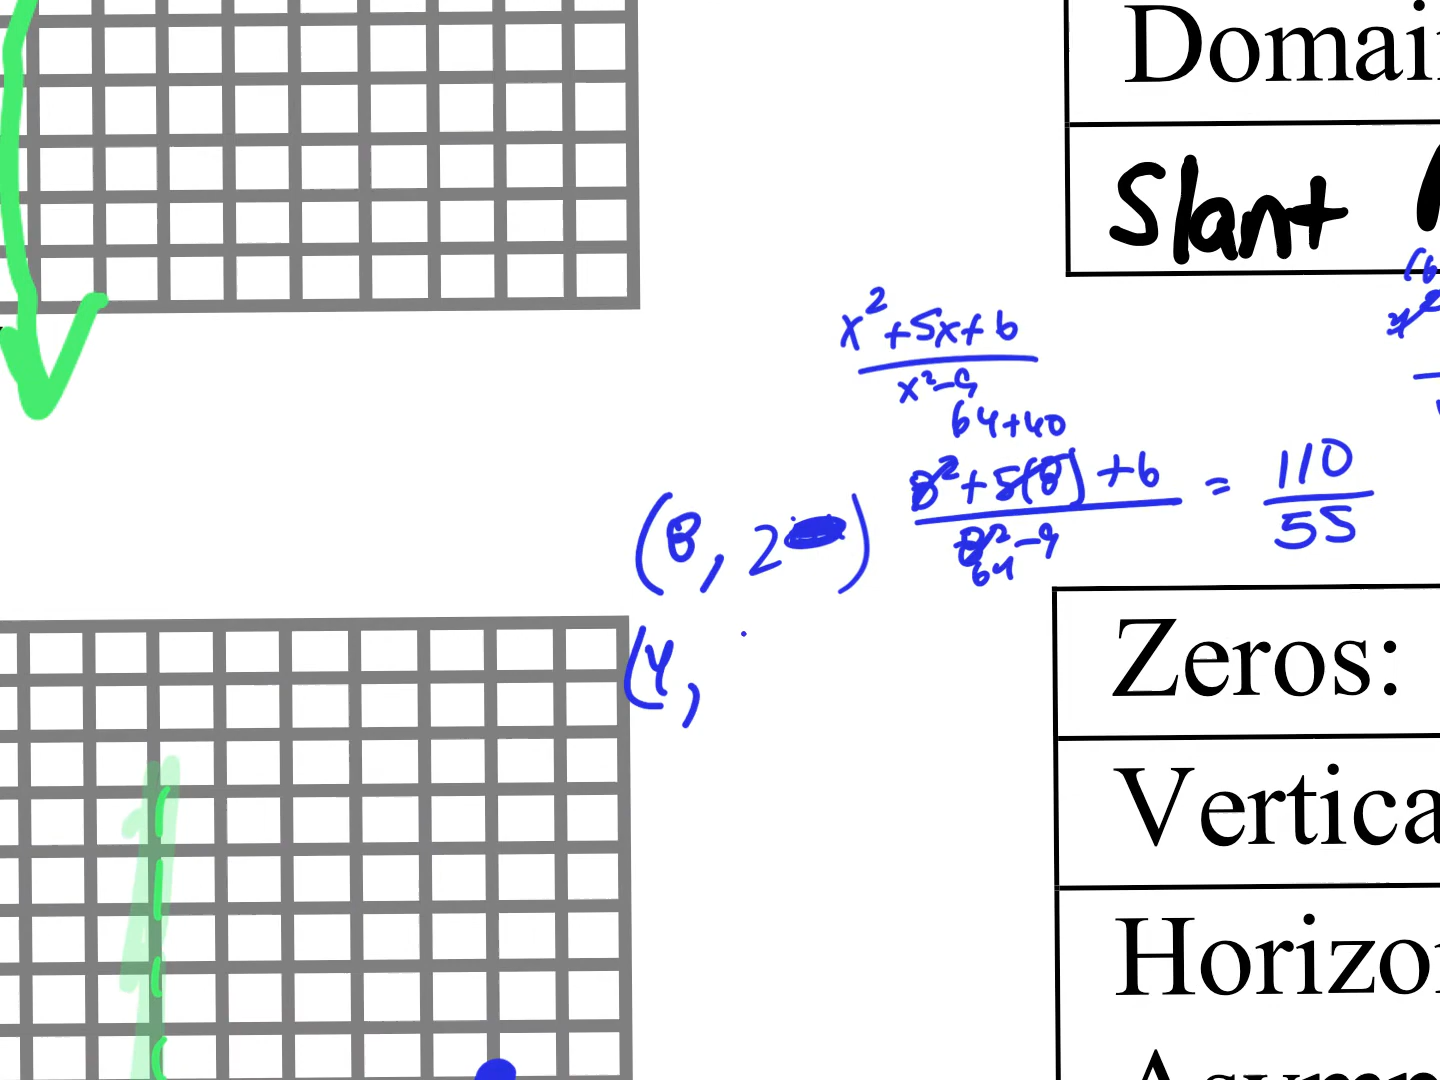 Domai
Slant
x² + 5x + 6
x² - 9
64 + 40
8² + 5(8) + 6 = 110
8² - 9 55
64
(8, 2 )
(4,
Zeros:
Vertica
Horizo